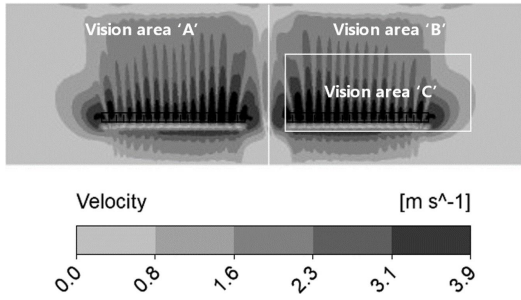 Vision area ‘A’ Vision area ‘B’
Vision area ‘C’
Velocity [m s^-1]
0.0 0.8 1.6 2.3 3.1 3.9